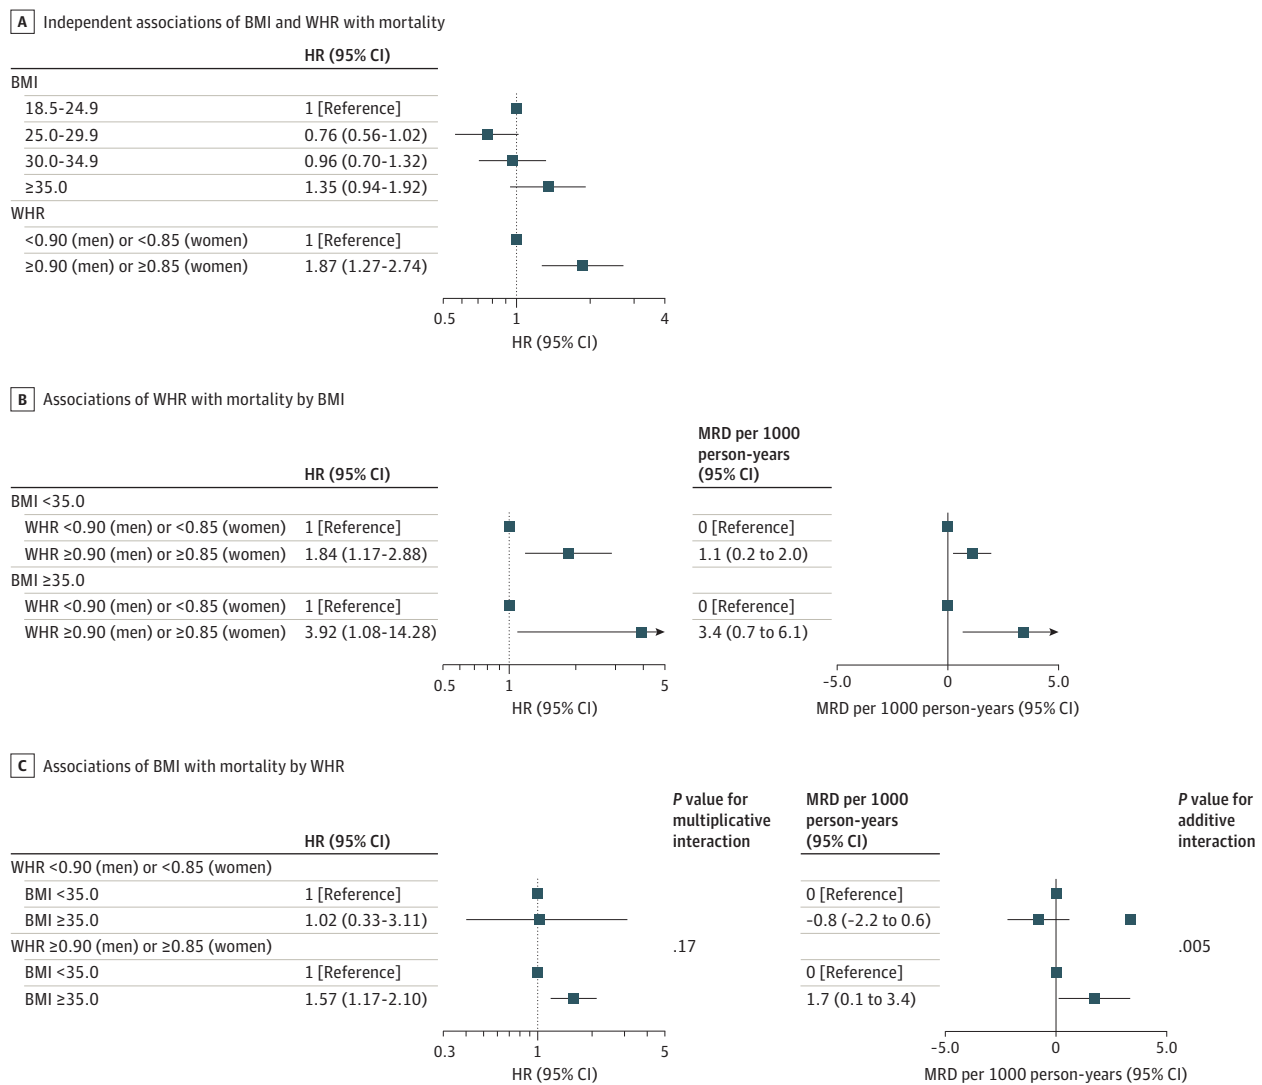 A Independent associations of BMI and WHR with mortality
HR (95% CI)
BMI
18.5-24.9 1 [Reference]
25.0-29.9 0.76 (0.56-1.02)
30.0-34.9 0.96 (0.70-1.32)
≥35.0 1.35 (0.94-1.92)
WHR
<0.90 (men) or <0.85 (women) 1 [Reference]
≥0.90 (men) or ≥0.85 (women) 1.87 (1.27-2.74)
0.5 1 4
HR (95% CI)
B Associations of WHR with mortality by BMI
HR (95% CI) MRD per 1000
person-years
(95% CI)
BMI <35.0
WHR <0.90 (men) or <0.85 (women) 1 [Reference] 0 [Reference]
WHR ≥0.90 (men) or ≥0.85 (women) 1.84 (1.17-2.88) 1.1 (0.2 to 2.0)
BMI ≥35.0
WHR <0.90 (men) or <0.85 (women) 1 [Reference] 0 [Reference]
WHR ≥0.90 (men) or ≥0.85 (women) 3.92 (1.08-14.28) 3.4 (0.7 to 6.1)
0.5 1 5 -5.0 0 5.0
HR (95% CI) MRD per 1000 person-years (95% CI)
C Associations of BMI with mortality by WHR
P value for MRD per 1000 P value for
multiplicative person-years additive
HR (95% CI) interaction (95% CI) interaction
WHR <0.90 (men) or <0.85 (women)
BMI <35.0 1 [Reference] 0 [Reference]
BMI ≥35.0 1.02 (0.33-3.11) -0.8 (-2.2 to 0.6)
WHR ≥0.90 (men) or ≥0.85 (women) .17 .005
BMI <35.0 1 [Reference] 0 [Reference]
BMI ≥35.0 1.57 (1.17-2.10) 1.7 (0.1 to 3.4)
0.3 1 5 -5.0 0 5.0
HR (95% CI) MRD per 1000 person-years (95% CI)